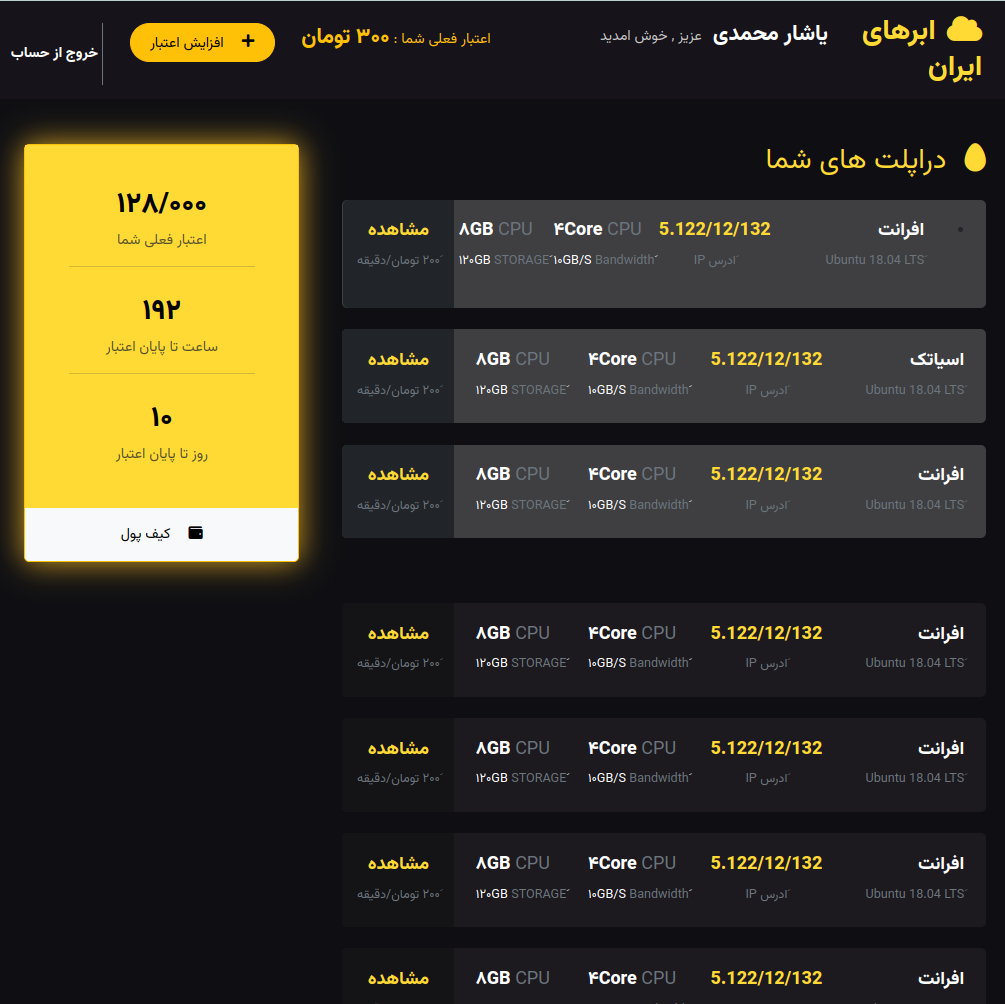 ابرهای
ایران
یاشار محمدی عزیز , خوش امدید
اعتبار فعلی شما : ۳۰۰ تومان
+ افزایش اعتبار
خروج از حساب
دراپلت های شما
افرانت 5.122/12/132 ۴Core CPU ۸GB CPU مشاهده
Ubuntu 18.04 LTS ادرس IP ۱۰GB/S Bandwidth ۱۲۰GB STORAGE ۲۰۰ تومان/دقیقه
اسیاتک 5.122/12/132 ۴Core CPU ۸GB CPU مشاهده
Ubuntu 18.04 LTS ادرس IP ۱۰GB/S Bandwidth ۱۲۰GB STORAGE ۲۰۰ تومان/دقیقه
افرانت 5.122/12/132 ۴Core CPU ۸GB CPU مشاهده
Ubuntu 18.04 LTS ادرس IP ۱۰GB/S Bandwidth ۱۲۰GB STORAGE ۲۰۰ تومان/دقیقه
افرانت 5.122/12/132 ۴Core CPU ۸GB CPU مشاهده
Ubuntu 18.04 LTS ادرس IP ۱۰GB/S Bandwidth ۱۲۰GB STORAGE ۲۰۰ تومان/دقیقه
افرانت 5.122/12/132 ۴Core CPU ۸GB CPU مشاهده
Ubuntu 18.04 LTS ادرس IP ۱۰GB/S Bandwidth ۱۲۰GB STORAGE ۲۰۰ تومان/دقیقه
افرانت 5.122/12/132 ۴Core CPU ۸GB CPU مشاهده
Ubuntu 18.04 LTS ادرس IP ۱۰GB/S Bandwidth ۱۲۰GB STORAGE ۲۰۰ تومان/دقیقه
افرانت 5.122/12/132 ۴Core CPU ۸GB CPU مشاهده
۱۲۸/۰۰۰
اعتبار فعلی شما
۱۹۲
ساعت تا پایان اعتبار
۱۰
روز تا پایان اعتبار
کیف پول